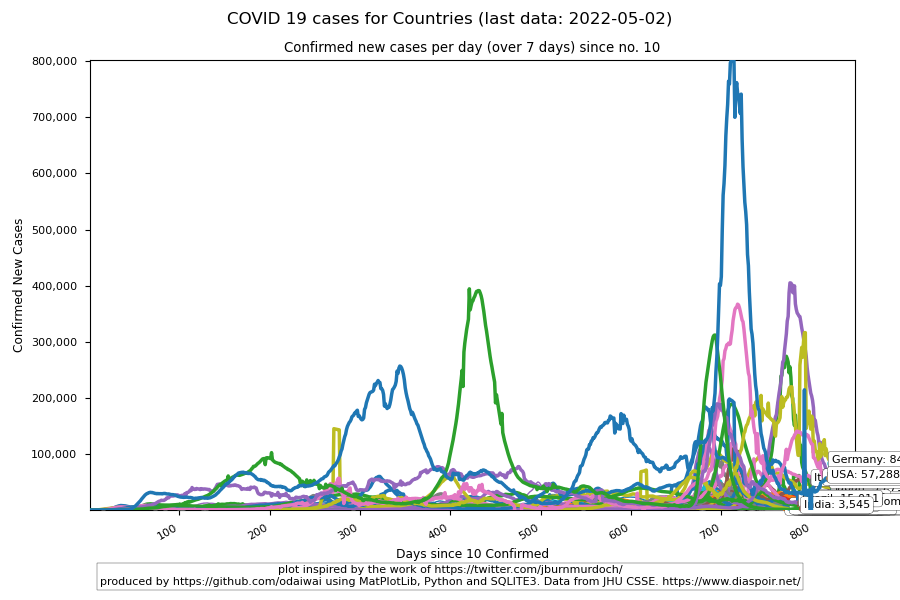 COVID 19 cases for Countries (last data: 2022-05-02)
Confirmed new cases per day (over 7 days) since no. 10
800,000
700,000
600,000
500,000
400,000
300,000
200,000
100,000
Confirmed New Cases
Germany: 84
USA: 57,288
India: 3,545
100
200
300
400
500
600
700
800
Days since 10 Confirmed
plot inspired by the work of https://twitter.com/jburnmurdoch/
produced by https://github.com/odaiwai using MatPlotLib, Python and SQLITE3. Data from JHU CSSE. https://www.diaspoir.net/